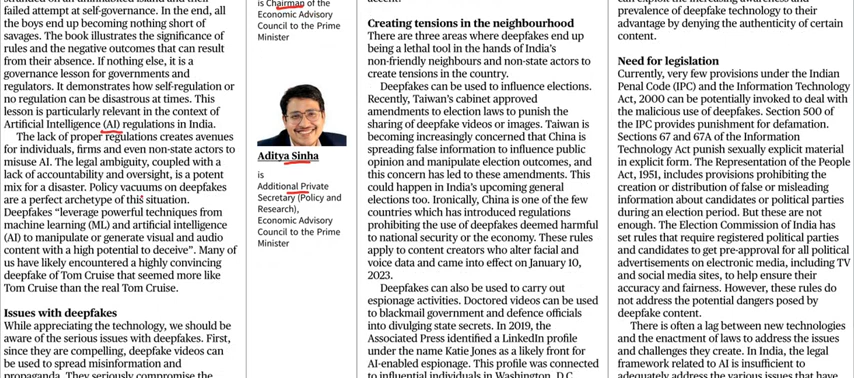 failed attempt at self-governance. In the end, all
the boys end up becoming nothing short of
savages. The book illustrates the significance of
rules and the negative outcomes that can result
from their absence. If nothing else, it is a
governance lesson for governments and
regulators. It demonstrates how self-regulation or
no regulation can be disastrous at times. This
lesson is particularly relevant in the context of
Artificial Intelligence (AI) regulations in India.
The lack of proper regulations creates avenues
for individuals, firms and even non-state actors to
misuse AI. The legal ambiguity, coupled with a
lack of accountability and oversight, is a potent
mix for a disaster. Policy vacuums on deepfakes
are a perfect archetype of this situation.
Deepfakes “leverage powerful techniques from
machine learning (ML) and artificial intelligence
(AI) to manipulate or generate visual and audio
content with a high potential to deceive”. Many of
us have likely encountered a highly convincing
deepfake of Tom Cruise that seemed more like
Tom Cruise than the real Tom Cruise.
Issues with deepfakes
While appreciating the technology, we should be
aware of the serious issues with deepfakes. First,
since they are compelling, deepfake videos can
be used to spread misinformation and
propaganda. They seriously compromise the
is Chairman of the
Economic Advisory
Council to the Prime
Minister
Aditya Sinha
is
Additional Private
Secretary (Policy and
Research),
Economic Advisory
Council to the Prime
Minister
Creating tensions in the neighbourhood
There are three areas where deepfakes end up
being a lethal tool in the hands of India’s
non-friendly neighbours and non-state actors to
create tensions in the country.
Deepfakes can be used to influence elections.
Recently, Taiwan’s cabinet approved
amendments to election laws to punish the
sharing of deepfake videos or images. Taiwan is
becoming increasingly concerned that China is
spreading false information to influence public
opinion and manipulate election outcomes, and
this concern has led to these amendments. This
could happen in India’s upcoming general
elections too. Ironically, China is one of the few
countries which has introduced regulations
prohibiting the use of deepfakes deemed harmful
to national security or the economy. These rules
apply to content creators who alter facial and
voice data and came into effect on January 10,
2023.
Deepfakes can also be used to carry out
espionage activities. Doctored videos can be used
to blackmail government and defence officials
into divulging state secrets. In 2019, the
Associated Press identified a LinkedIn profile
under the name Katie Jones as a likely front for
AI-enabled espionage. This profile was connected
to influential individuals in Washington, D.C.
prevalence of deepfake technology to their
advantage by denying the authenticity of certain
content.
Need for legislation
Currently, very few provisions under the Indian
Penal Code (IPC) and the Information Technology
Act, 2000 can be potentially invoked to deal with
the malicious use of deepfakes. Section 500 of
the IPC provides punishment for defamation.
Sections 67 and 67A of the Information
Technology Act punish sexually explicit material
in explicit form. The Representation of the People
Act, 1951, includes provisions prohibiting the
creation or distribution of false or misleading
information about candidates or political parties
during an election period. But these are not
enough. The Election Commission of India has
set rules that require registered political parties
and candidates to get pre-approval for all political
advertisements on electronic media, including TV
and social media sites, to help ensure their
accuracy and fairness. However, these rules do
not address the potential dangers posed by
deepfake content.
There is often a lag between new technologies
and the enactment of laws to address the issues
and challenges they create. In India, the legal
framework related to AI is insufficient to
adequately address the various issues that have